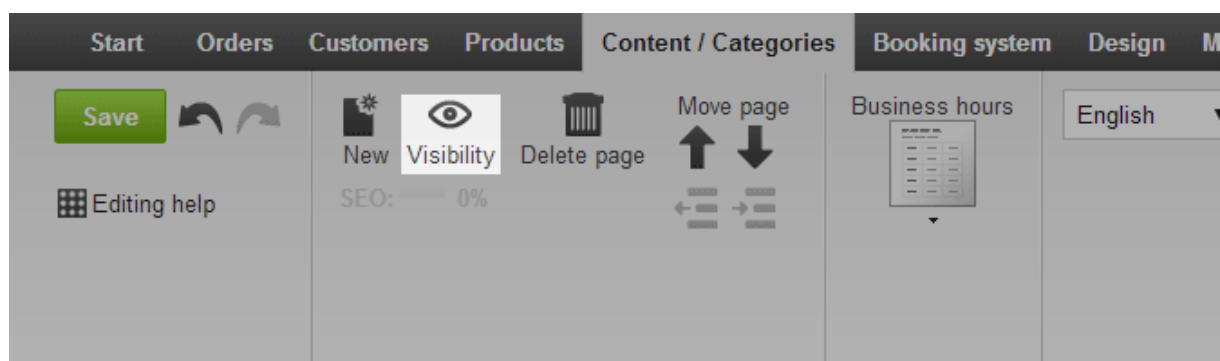 Start Orders Customers Products Content / Categories Booking system Design M
Save
New Visibility Delete page
Move page
Business hours
English
Editing help
SEO: 0%